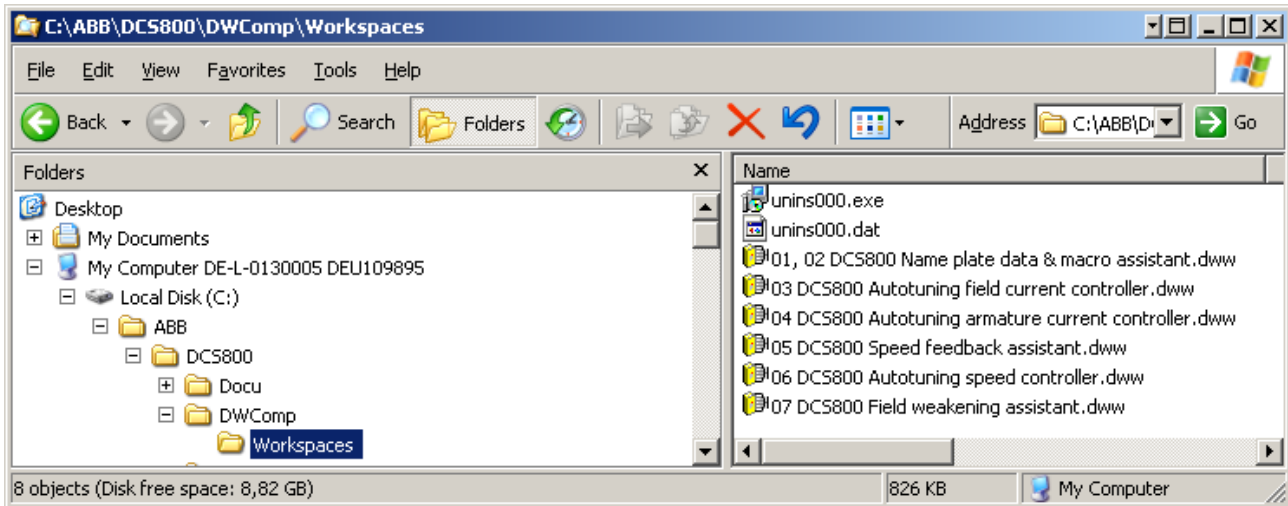 C:\ABB\DCS800\DWComp\Workspaces
File Edit View Favorites Tools Help
Back Search Folders Address C:\ABB\D Go
Folders
Desktop
My Documents
My Computer DE-L-0130005 DEU109895
Local Disk (C:)
ABB
DCS800
Docu
DWComp
Workspaces
Name
unins000.exe
unins000.dat
01, 02 DCS800 Name plate data & macro assistant.dww
03 DCS800 Autotuning field current controller.dww
04 DCS800 Autotuning armature current controller.dww
05 DCS800 Speed feedback assistant.dww
06 DCS800 Autotuning speed controller.dww
07 DCS800 Field weakening assistant.dww
8 objects (Disk free space: 8,82 GB) 826 KB My Computer